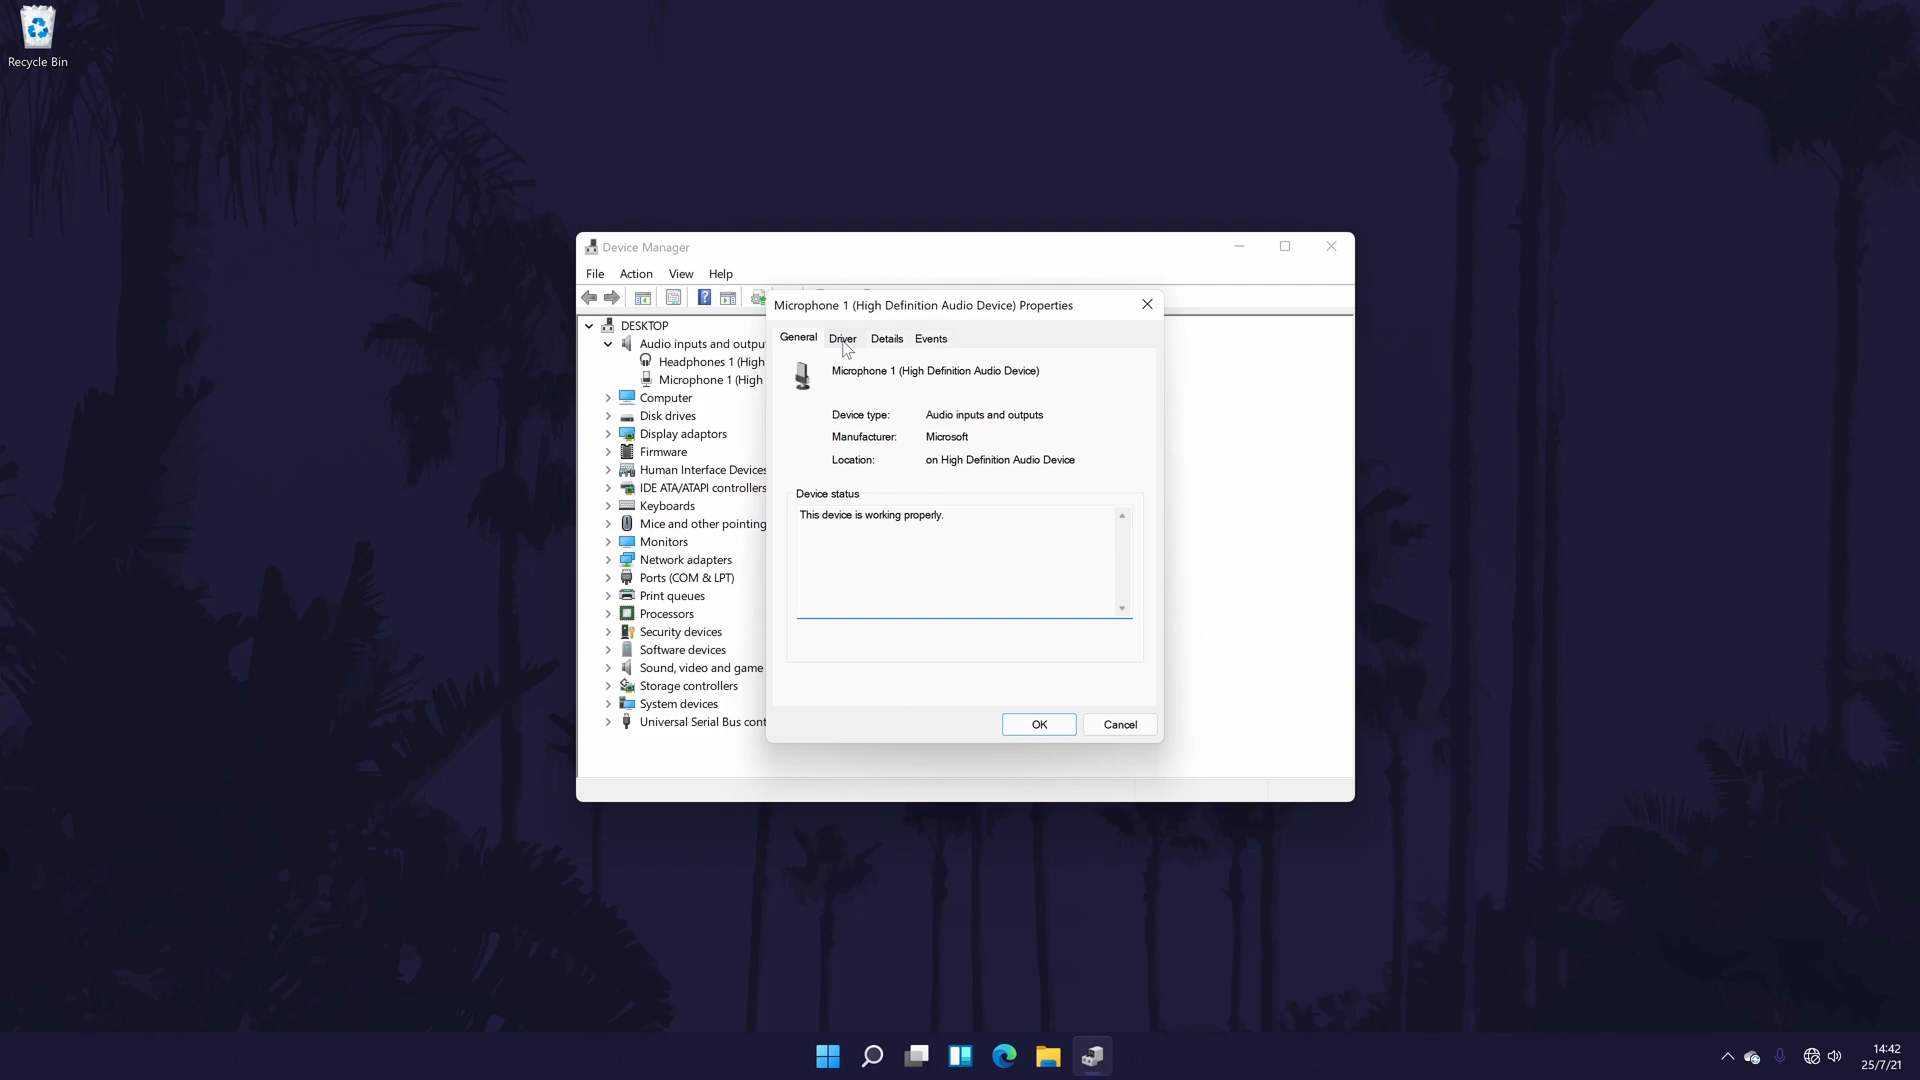 Recycle Bin
Device Manager
File Action View Help
Microphone 1 (High Definition Audio Device) Properties
General Driver Details Events
DESKTOP
Audio inputs and outpu
Headphones 1 (High
Microphone 1 (High
Computer
Disk drives
Display adaptors
Firmware
Human Interface Devices
IDE ATA/ATAPI controllers
Keyboards
Mice and other pointing
Monitors
Network adapters
Ports (COM & LPT)
Print queues
Processors
Security devices
Software devices
Sound, video and game
Storage controllers
System devices
Universal Serial Bus cont
Microphone 1 (High Definition Audio Device)
Device type: Audio inputs and outputs
Manufacturer: Microsoft
Location: on High Definition Audio Device
Device status
This device is working properly.
OK Cancel
14:42
25/7/21